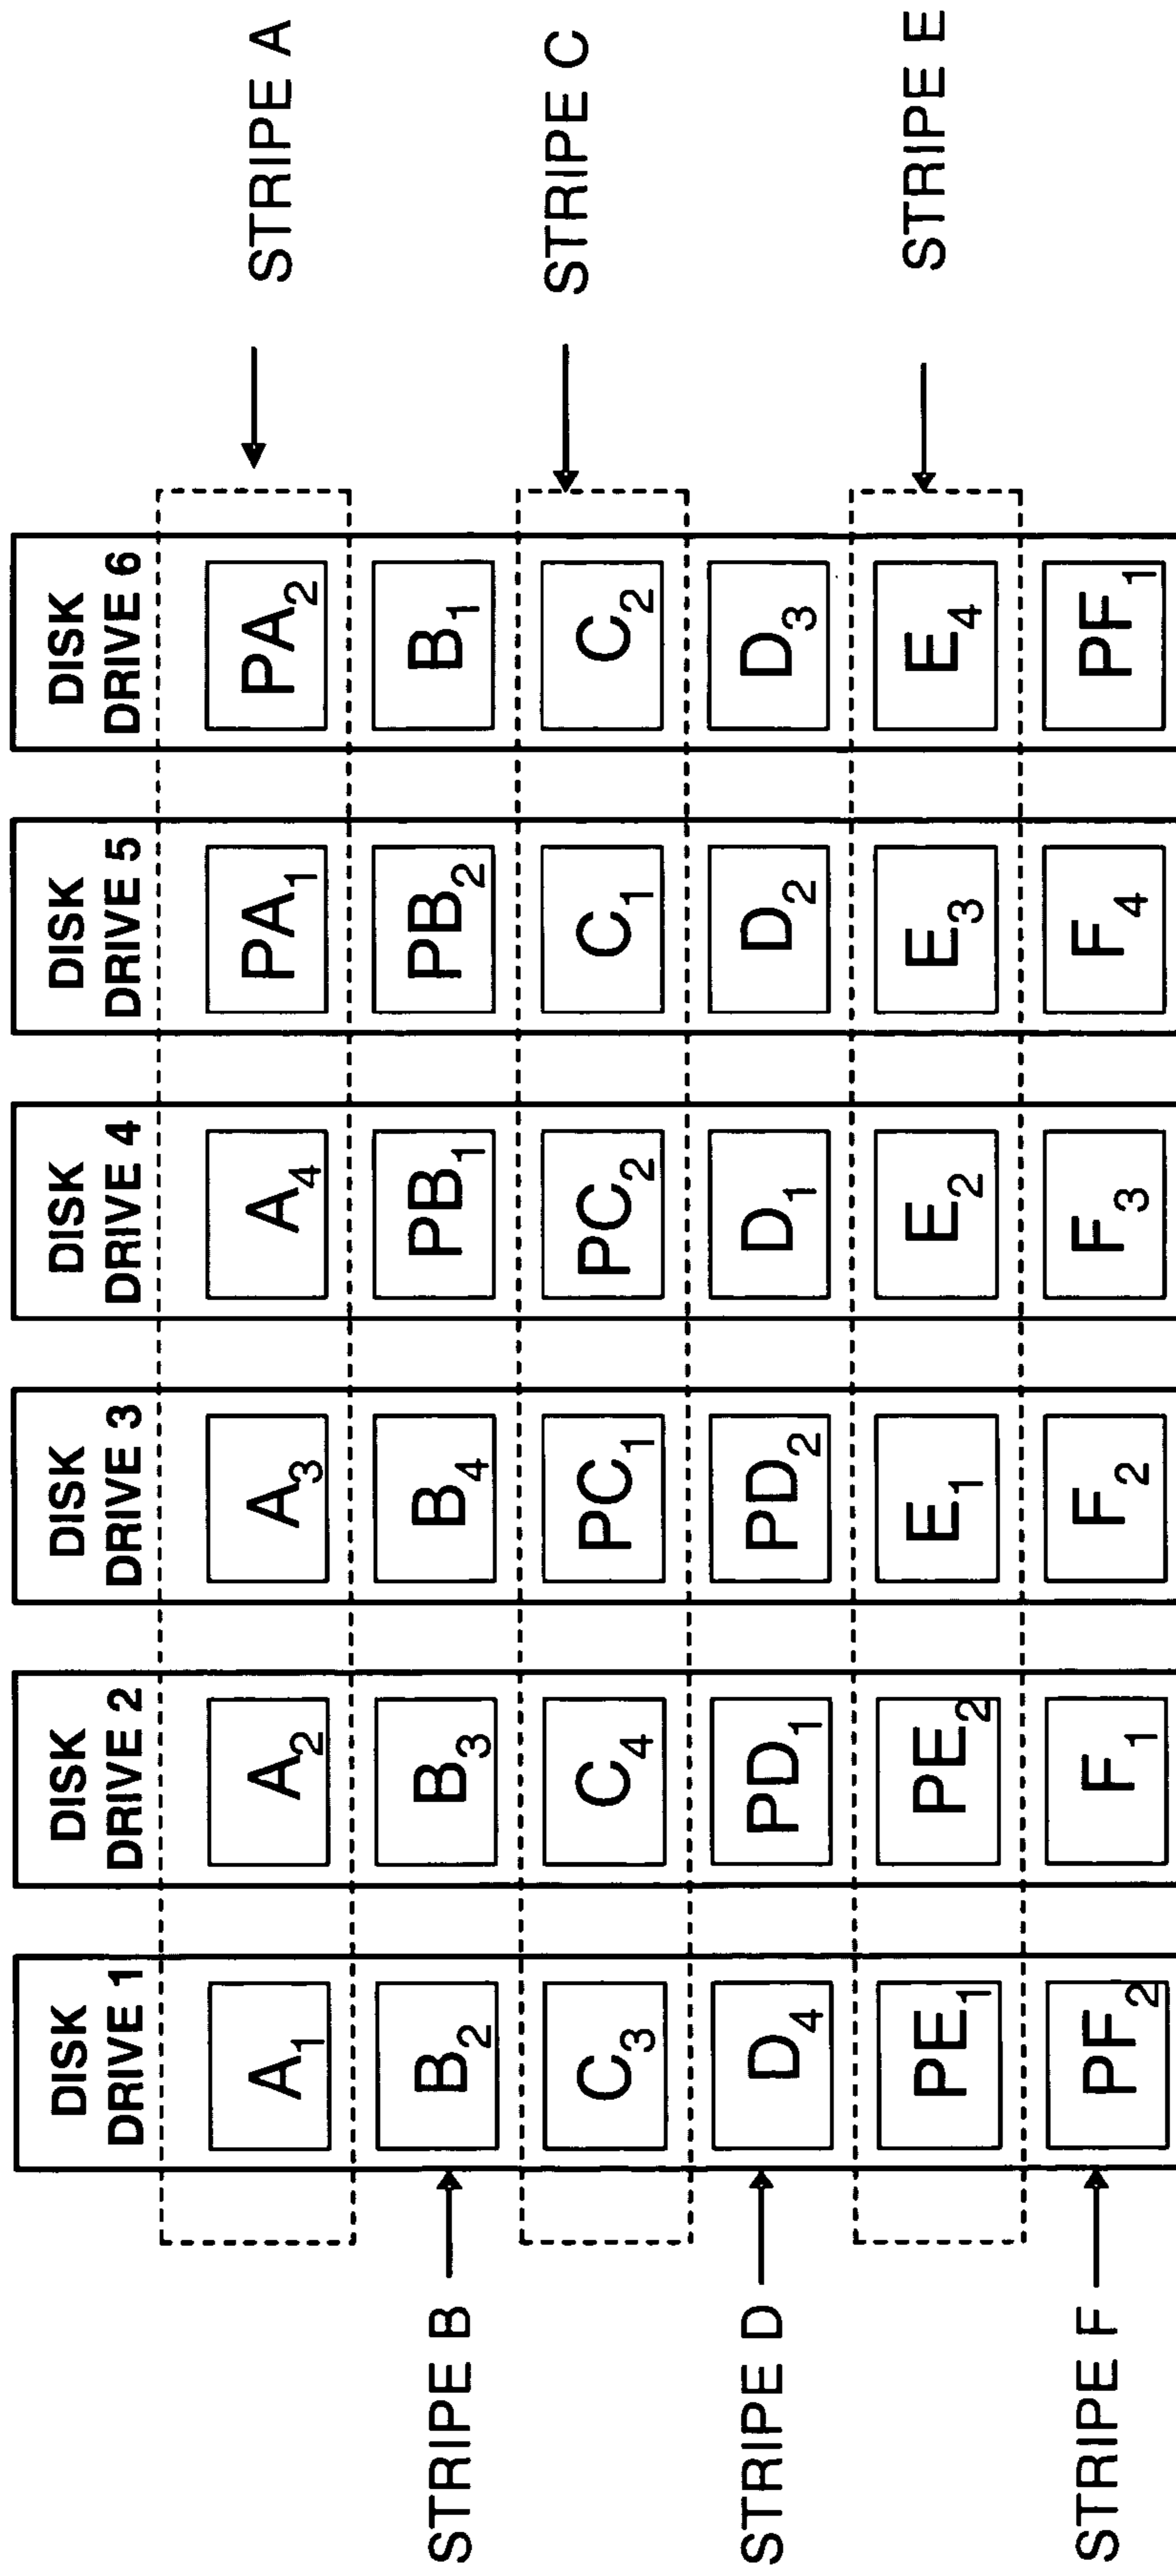 DISK DRIVE 1 DISK DRIVE 2 DISK DRIVE 3 DISK DRIVE 4 DISK DRIVE 5 DISK DRIVE 6
A₁ A₂ A₃ A₄ PA₁ PA₂ STRIPE A
STRIPE B B₂ B₃ B₄ PB₁ PB₂ B₁
C₃ C₄ PC₁ PC₂ C₁ C₂ STRIPE C
STRIPE D D₄ PD₁ PD₂ D₁ D₂ D₃
PE₁ PE₂ E₁ E₂ E₃ E₄ STRIPE E
STRIPE F PF₂ F₁ F₂ F₃ F₄ PF₁